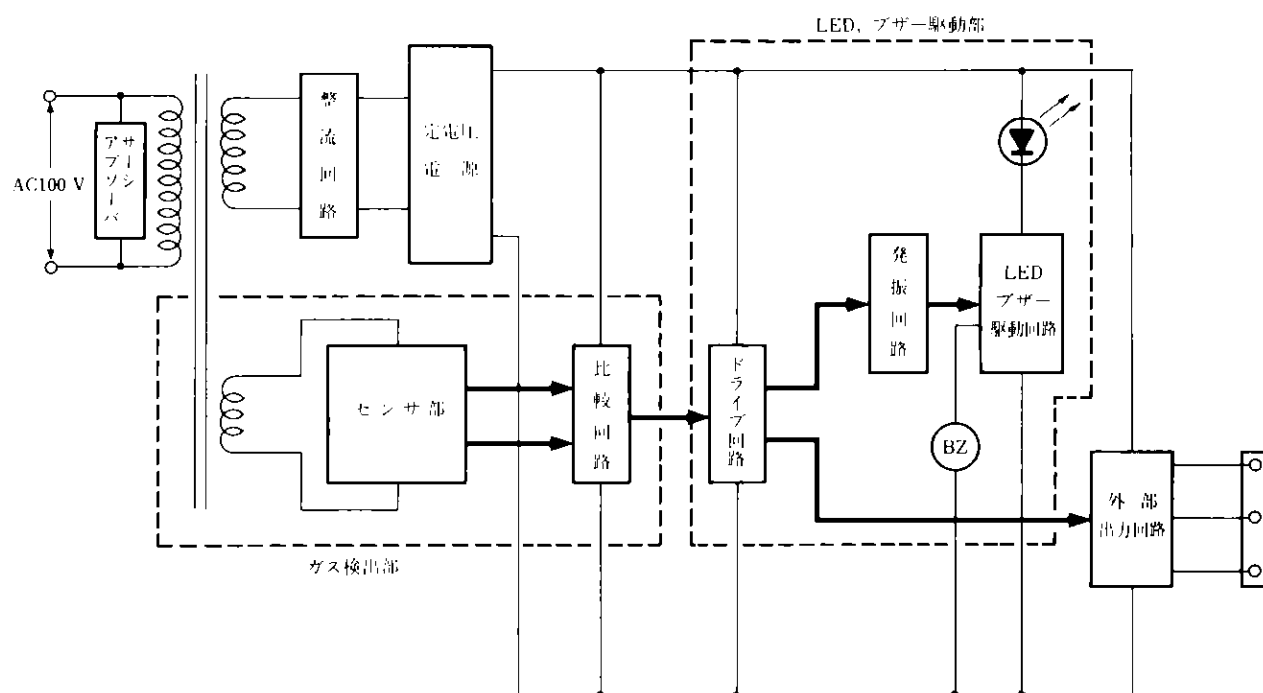 LED, ブザー駆動部
AC100 V
サージ
アブソーバ
整流回路
定電圧
電源
発振回路
LED
ブザー
駆動回路
センサ部
比較回路
ドライブ回路
BZ
外部
出力回路
ガス検出部